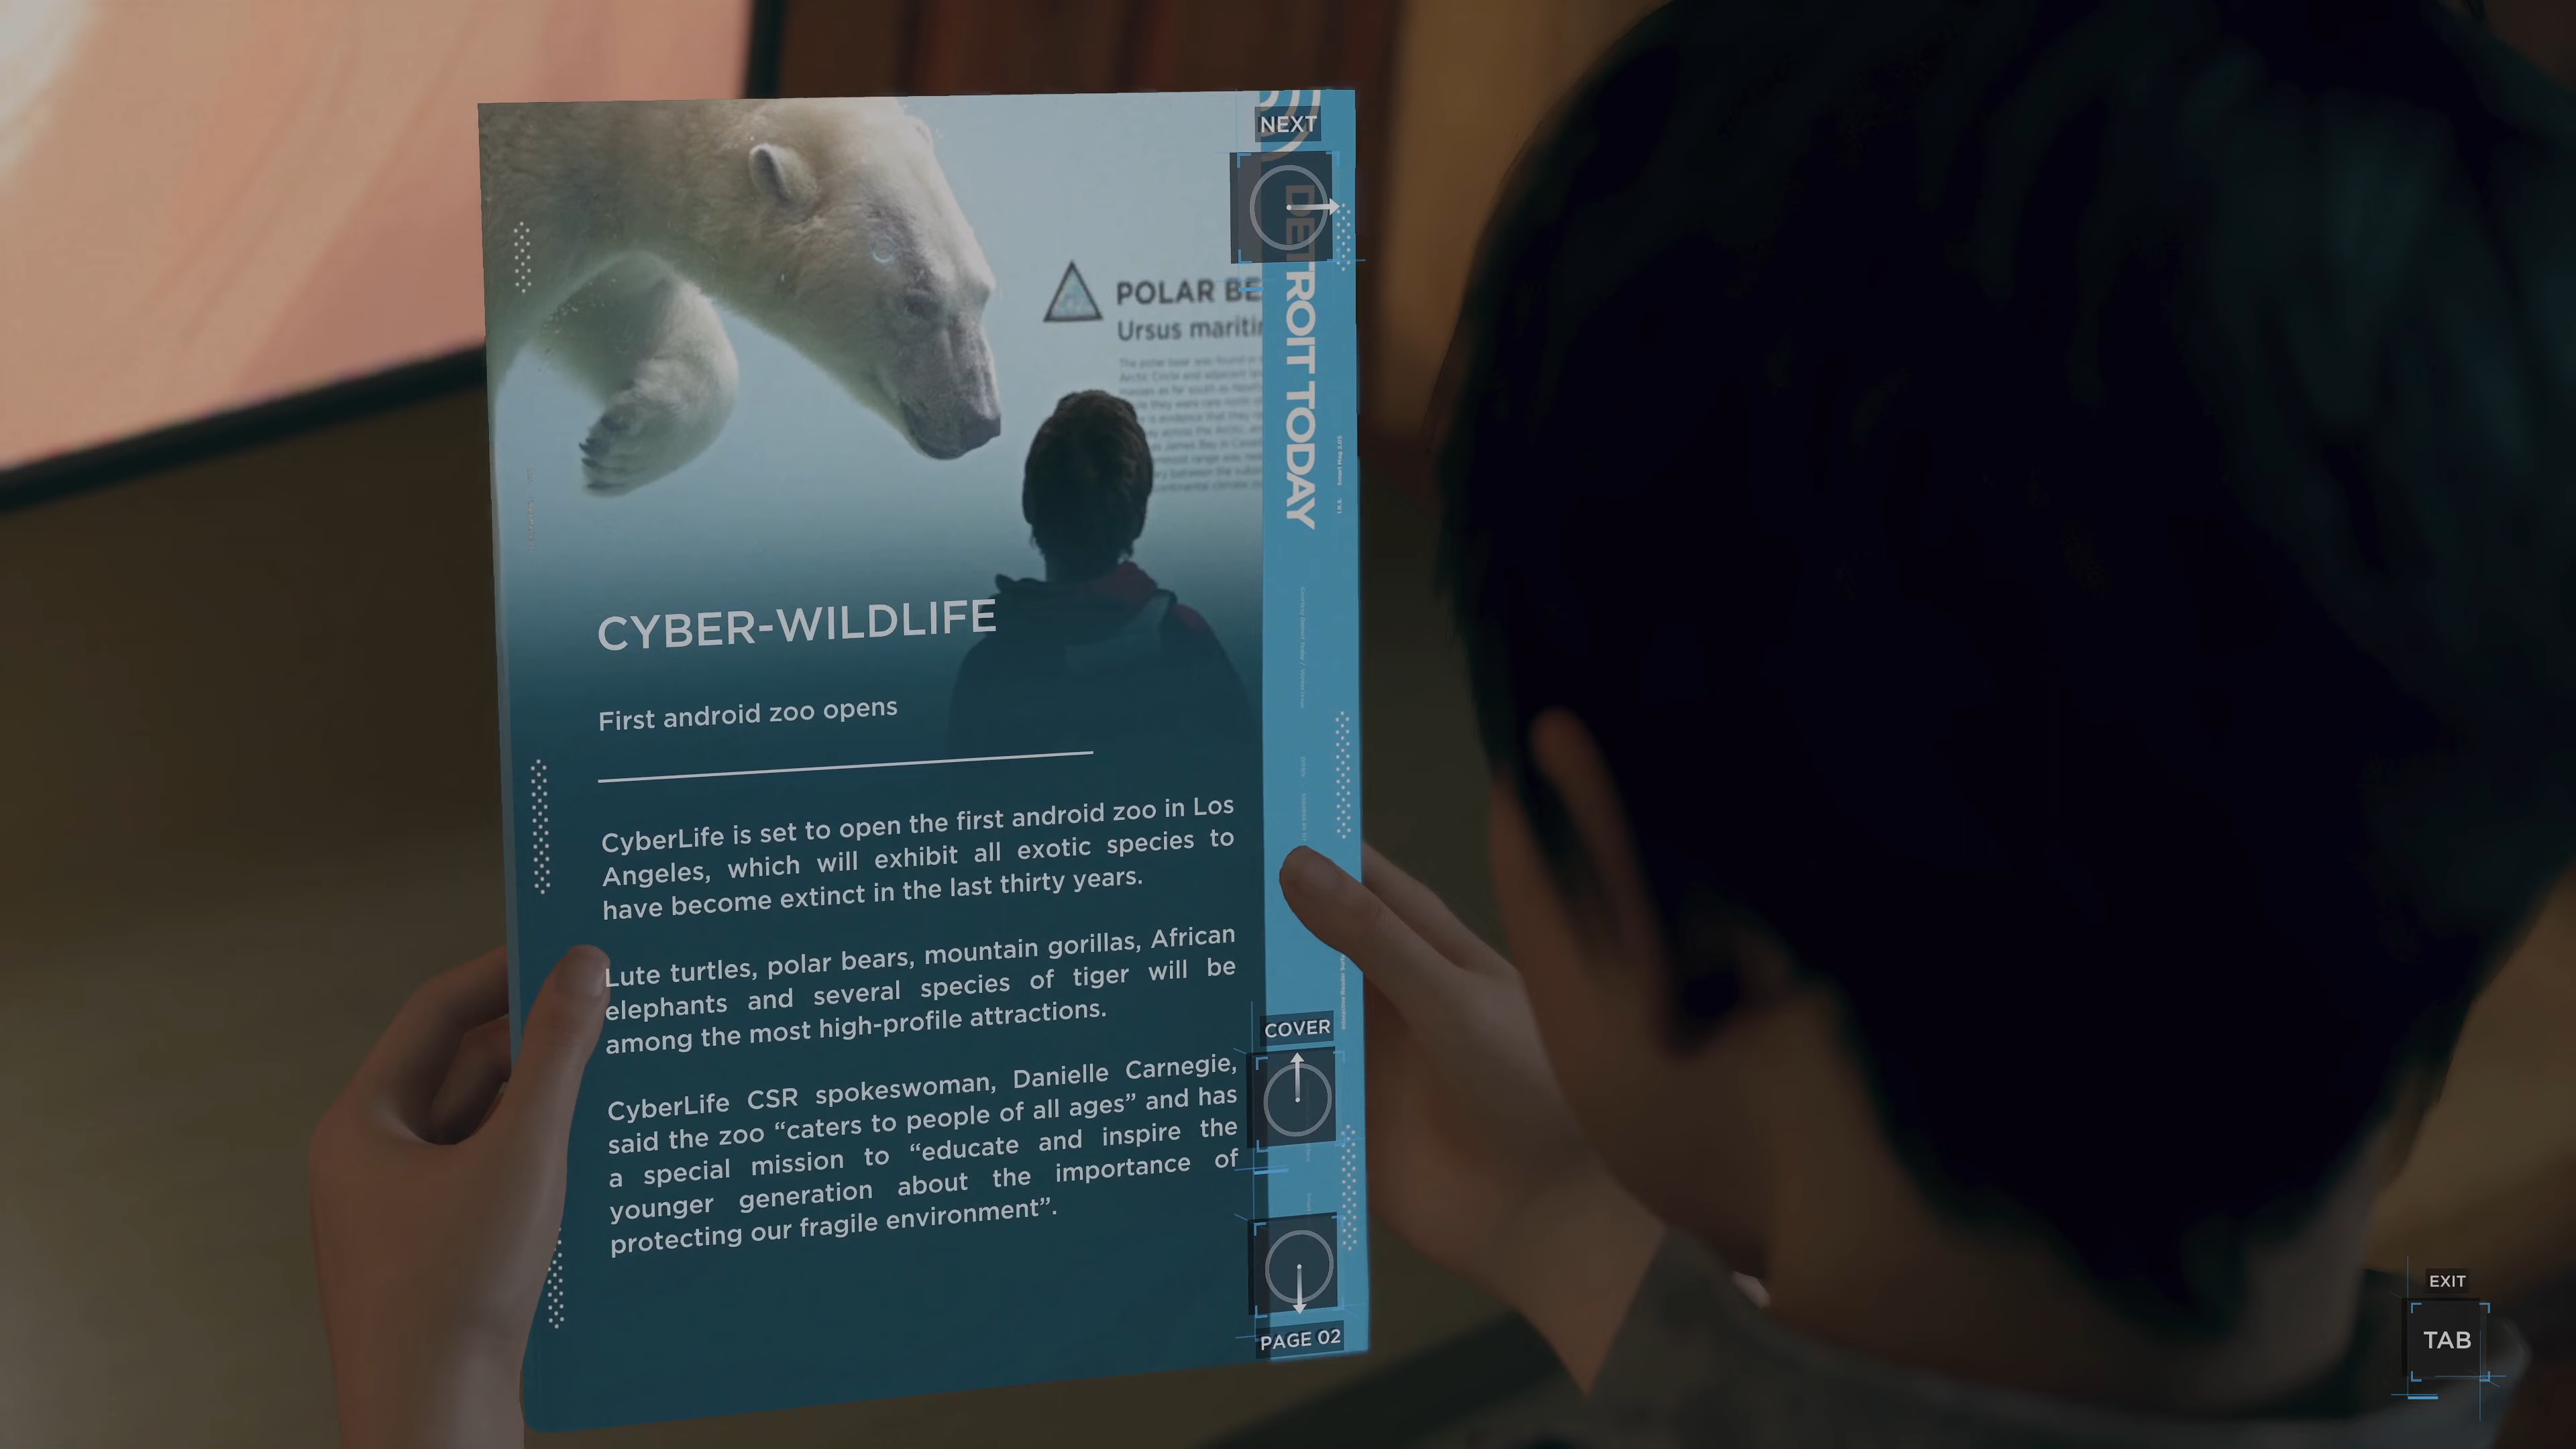 NEXT
POLAR BE
Ursus mariti
DETROIT TODAY
CYBER-WILDLIFE
First android zoo opens
CyberLife is set to open the first android zoo in Los
Angeles, which will exhibit all exotic species to
have become extinct in the last thirty years.
Lute turtles, polar bears, mountain gorillas, African
elephants and several species of tiger will be
among the most high-profile attractions.
CyberLife CSR spokeswoman, Danielle Carnegie,
said the zoo “caters to people of all ages” and has
a special mission to “educate and inspire the
younger generation about the importance of
protecting our fragile environment”.
COVER
PAGE 02
EXIT
TAB